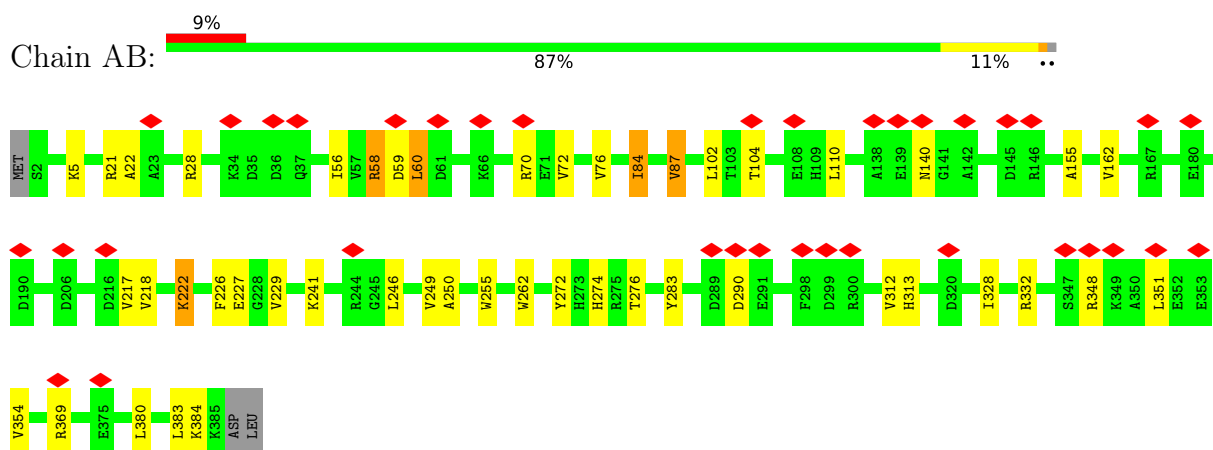 9%
Chain AB:
87% 11% ••
MET S2 K5 R21 A22 A23 R28 K34 D35 D36 Q37 I56 V57 R58 D59 L60 D61 K66 R70 E71 V72 V76 I84 V87 L102 T103 T104 E108 H109 L110 A138 E139 N140 G141 A142 D145 R146 A155 V162 R167 E180
D190 D206 D216 V217 V218 K222 F226 E227 G228 V229 K241 R244 G245 L246 V249 A250 W255 W262 Y272 H273 H274 R275 T276 Y283 D289 D290 E291 F298 D299 R300 V312 H313 D320 I328 R332 S347 R348 K349 A350 L351 E352 E353
V354 R369 E375 L380 L383 K384 K385 ASP LEU